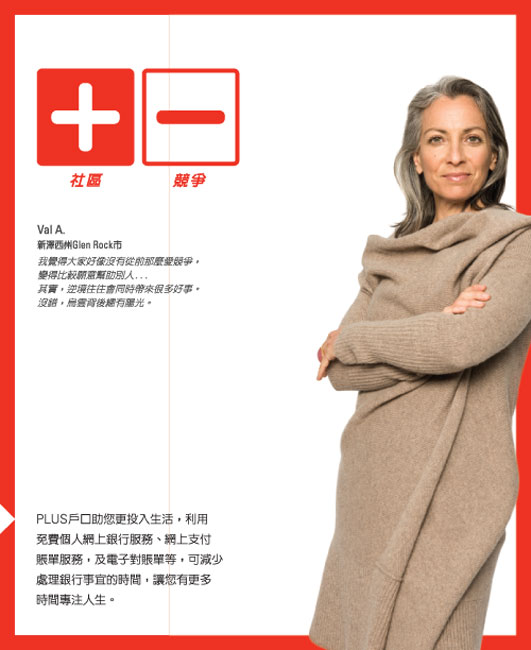 社區 競爭
Val A.
新澤西州Glen Rock市
我覺得大家好像沒有從前那麼愛競爭，
變得比較願意幫助別人...
其實，逆境往往會同時帶來很多好事。
沒錯，烏雲背後總有陽光。
PLUS戶口助您更投入生活，利用
免費個人網上銀行服務、網上支付
賬單服務，及電子對賬單等，可減少
處理銀行事宜的時間，讓您有更多
時間專注人生。